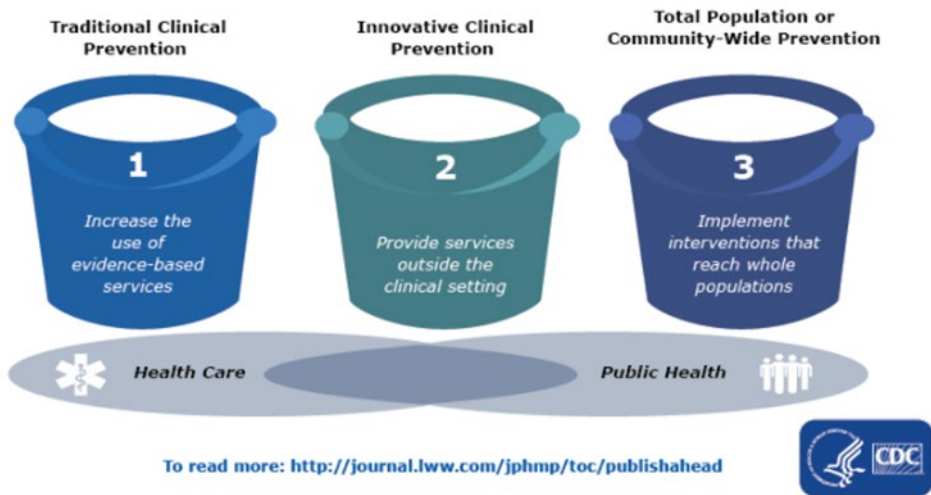 Traditional Clinical
Prevention
Innovative Clinical
Prevention
Total Population or
Community-Wide Prevention
1
Increase the
use of
evidence-based
services
2
Provide services
outside the
clinical setting
3
Implement
interventions that
reach whole
populations
Health Care
Public Health
To read more: http://journal.lww.com/jphmp/toc/publishahead
CDC